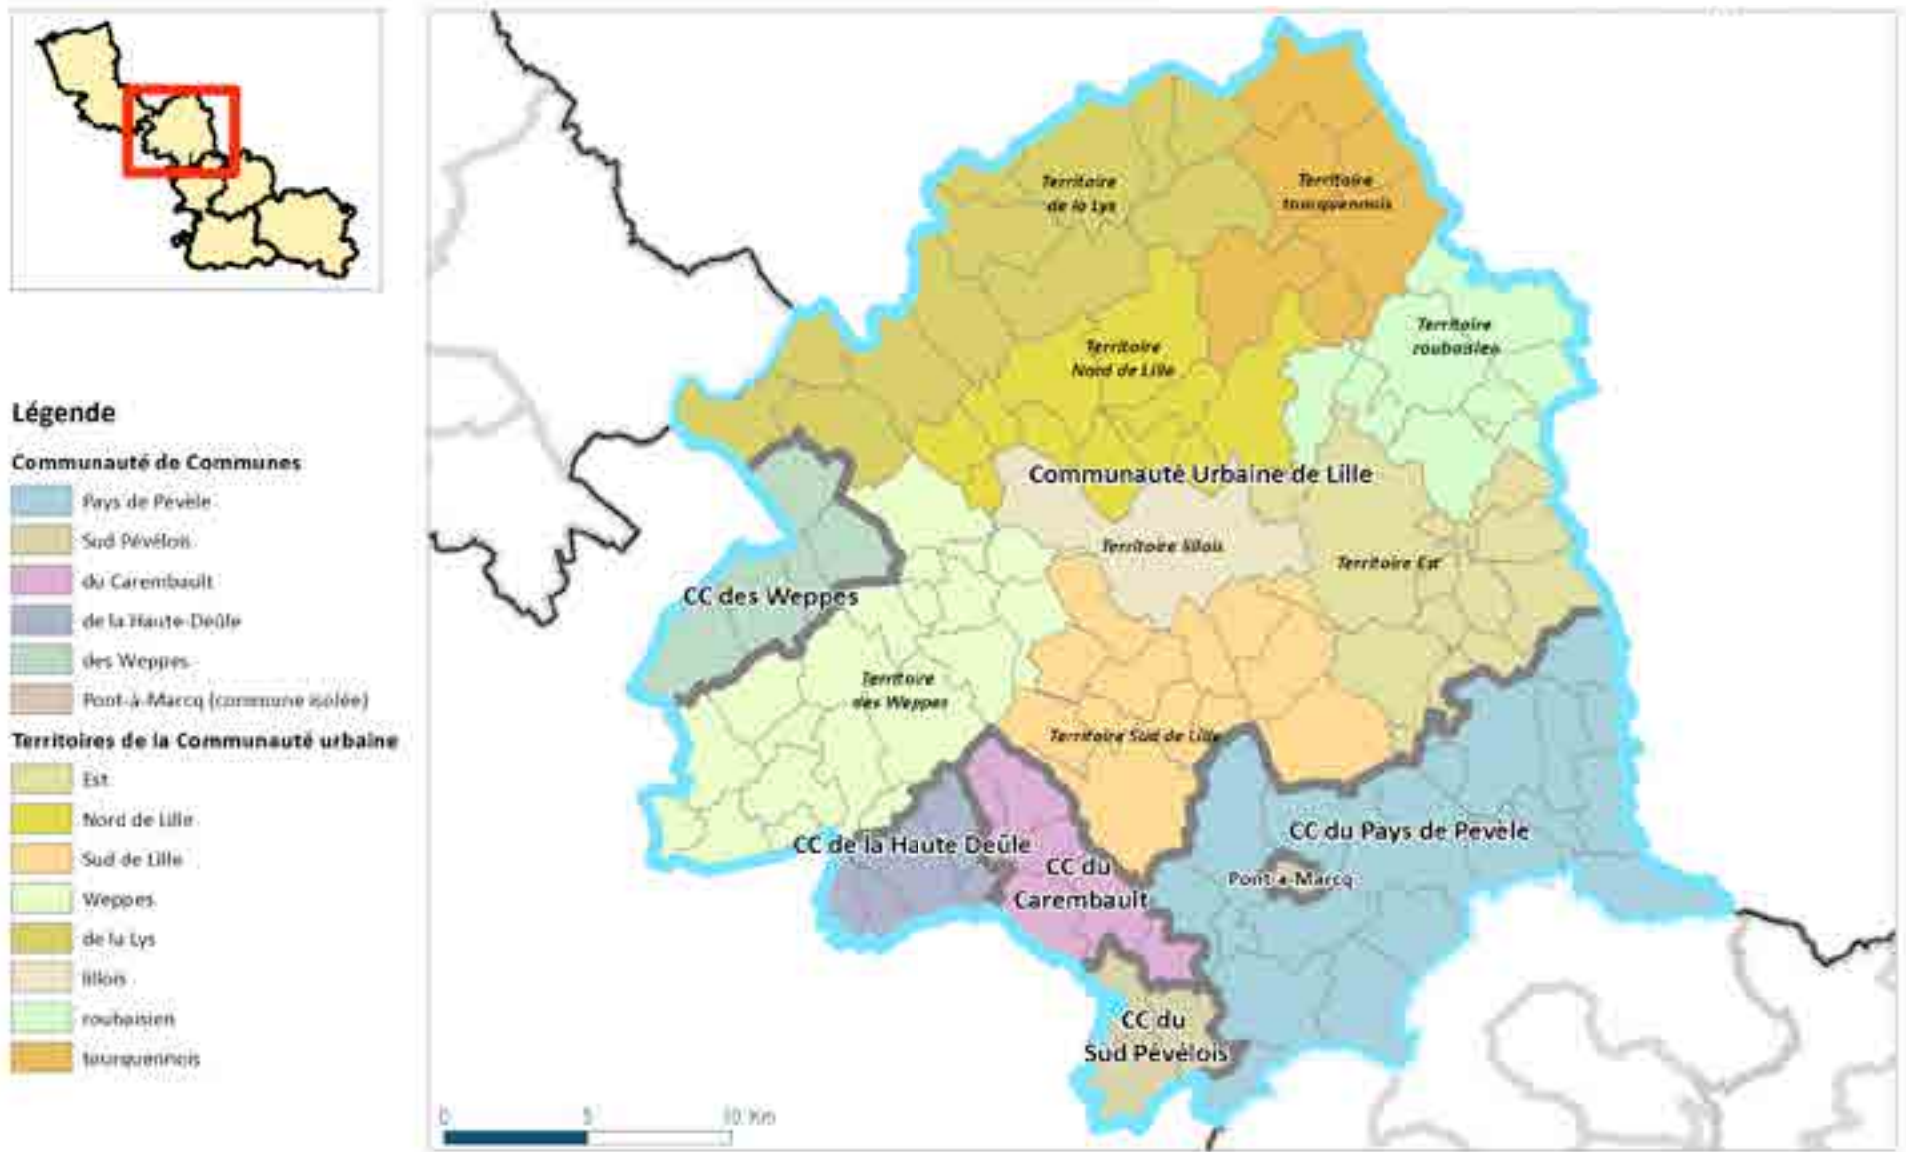 Légende
Communauté de Communes
Pays de Pévèle
Sud Pévélois
du Carembault
de la Haute-Deûle
des Weppes
Pont-à-Marcq (commune isolée)
Territoires de la Communauté urbaine
Est
Nord de Lille
Sud de Lille
Weppes
de la Lys
lillois
roubaisien
tourquennois
Territoire
de la Lys
Territoire
tourquennois
Territoire
roubaisien
Territoire
Nord de Lille
Communauté Urbaine de Lille
Territoire lillois
Territoire Est
CC des Weppes
Territoire
des Weppes
Territoire Sud de Lille
CC de la Haute Deûle
CC du Pays de Pevèle
CC du
Carembault
Pont-à-Marcq
CC du
Sud Pévélois
0 5 10 Km